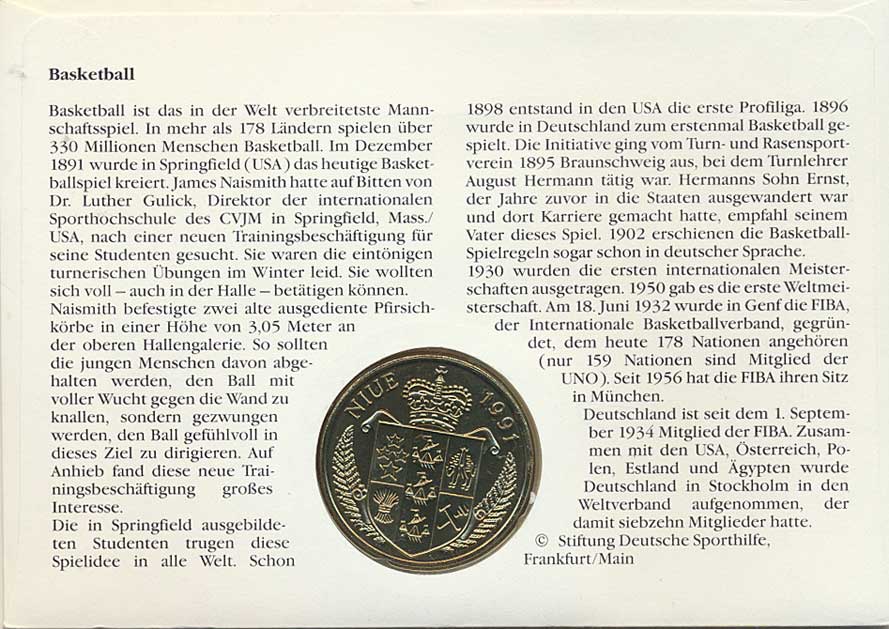 Basketball
Basketball ist das in der Welt verbreitetste Mann-
schaftsspiel. In mehr als 178 Ländern spielen über
330 Millionen Menschen Basketball. Im Dezember
1891 wurde in Springfield (USA) das heutige Basket-
ballspiel kreiert. James Naismith hatte auf Bitten von
Dr. Luther Gulick, Direktor der internationalen
Sporthochschule des CVJM in Springfield, Mass./
USA, nach einer neuen Trainingsbeschäftigung für
seine Studenten gesucht. Sie waren die eintönigen
turnerischen Übungen im Winter leid. Sie wollten
sich voll – auch in der Halle – betätigen können.
Naismith befestigte zwei alte ausgediente Pfirsich-
körbe in einer Höhe von 3,05 Meter an
der oberen Hallengalerie. So sollten
die jungen Menschen davon abge-
halten werden, den Ball mit
voller Wucht gegen die Wand zu
knallen, sondern gezwungen
werden, den Ball gefühlvoll in
dieses Ziel zu dirigieren. Auf
Anhieb fand diese neue Trai-
ningsbeschäftigung großes
Interesse.
Die in Springfield ausgebilde-
ten Studenten trugen diese
Spielidee in alle Welt. Schon
1898 entstand in den USA die erste Profiliga. 1896
wurde in Deutschland zum erstenmal Basketball ge-
spielt. Die Initiative ging vom Turn- und Rasensport-
verein 1895 Braunschweig aus, bei dem Turnlehrer
August Hermann tätig war. Hermanns Sohn Ernst,
der Jahre zuvor in die Staaten ausgewandert war
und dort Karriere gemacht hatte, empfahl seinem
Vater dieses Spiel. 1902 erschienen die Basketball-
Spielregeln sogar schon in deutscher Sprache.
1930 wurden die ersten internationalen Meister-
schaften ausgetragen. 1950 gab es die erste Weltmei-
sterschaft. Am 18. Juni 1932 wurde in Genf die FIBA,
der Internationale Basketballverband, gegrün-
det, dem heute 178 Nationen angehören
(nur 159 Nationen sind Mitglied der
UNO). Seit 1956 hat die FIBA ihren Sitz
in München.
Deutschland ist seit dem 1. Septem-
ber 1934 Mitglied der FIBA. Zusam-
men mit den USA, Österreich, Po-
len, Estland und Ägypten wurde
Deutschland in Stockholm in den
Weltverband aufgenommen, der
damit siebzehn Mitglieder hatte.
© Stiftung Deutsche Sporthilfe,
Frankfurt/Main
NIUE 1991